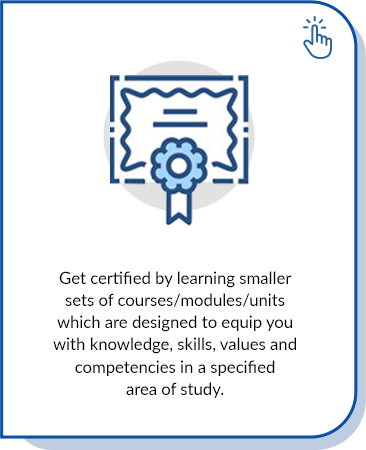 Get certified by learning smaller
sets of courses/modules/units
which are designed to equip you
with knowledge, skills, values and
competencies in a specified
area of study.